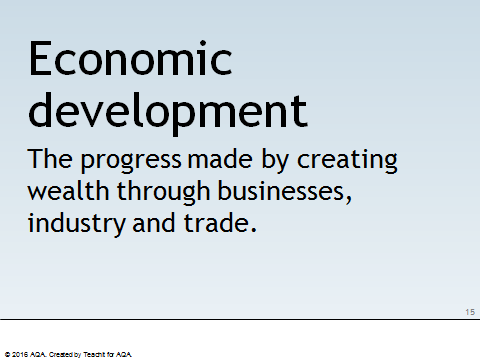 Economic
development
The progress made by creating
wealth through businesses,
industry and trade.
15
© 2016 AQA. Created by Teachit for AQA.